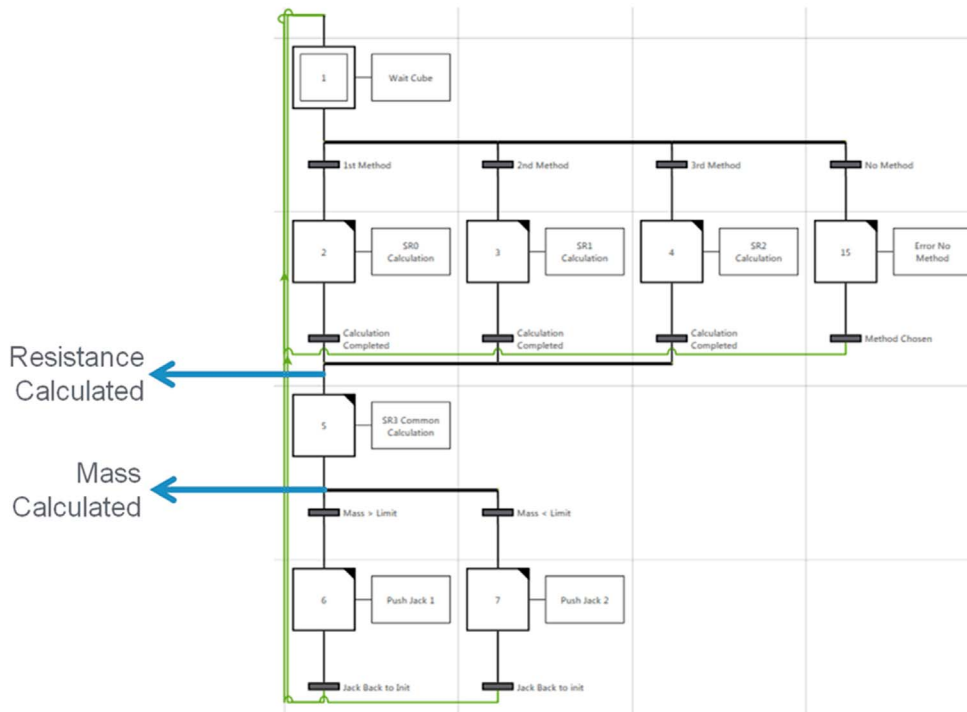 1
Wait Cube
1st Method
2nd Method
3rd Method
No Method
2
SR0
Calculation
3
SR1
Calculation
4
SR2
Calculation
15
Error No
Method
Calculation
Completed
Calculation
Completed
Calculation
Completed
Method Chosen
Resistance
Calculated
5
SR3 Common
Calculation
Mass
Calculated
Mass > Limit
Mass < Limit
6
Push Jack 1
7
Push Jack 2
Jack Back to Init
Jack Back to init